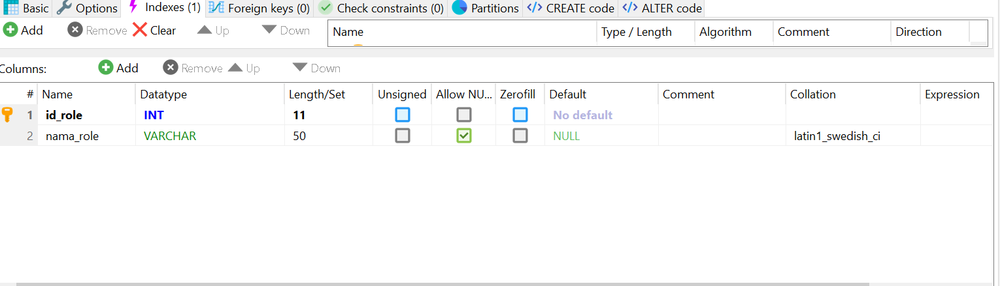 Basic Options Indexes (1) Foreign keys (0) Check constraints (0) Partitions CREATE code ALTER code
Add Remove Clear Up Down Name Type / Length Algorithm Comment Direction
Columns: Add Remove Up Down
# Name Datatype Length/Set Unsigned Allow NU... Zerofill Default Comment Collation Expression
1 id_role INT 11 No default
2 nama_role VARCHAR 50 NULL latin1_swedish_ci